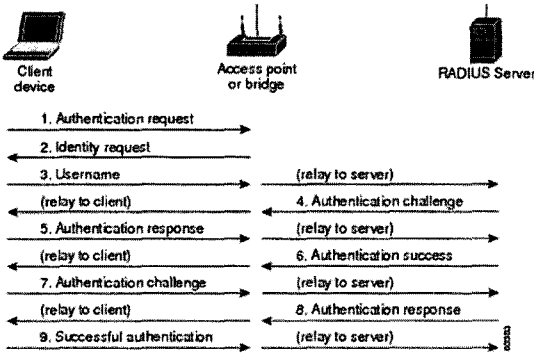 Client
device
Access point
or bridge
RADIUS Server
1. Authentication request
2. Identity request
3. Username
(relay to server)
(relay to client)
4. Authentication challenge
5. Authentication response
(relay to server)
(relay to client)
6. Authentication success
7. Authentication challenge
(relay to server)
(relay to client)
8. Authentication response
9. Successful authentication
(relay to server)